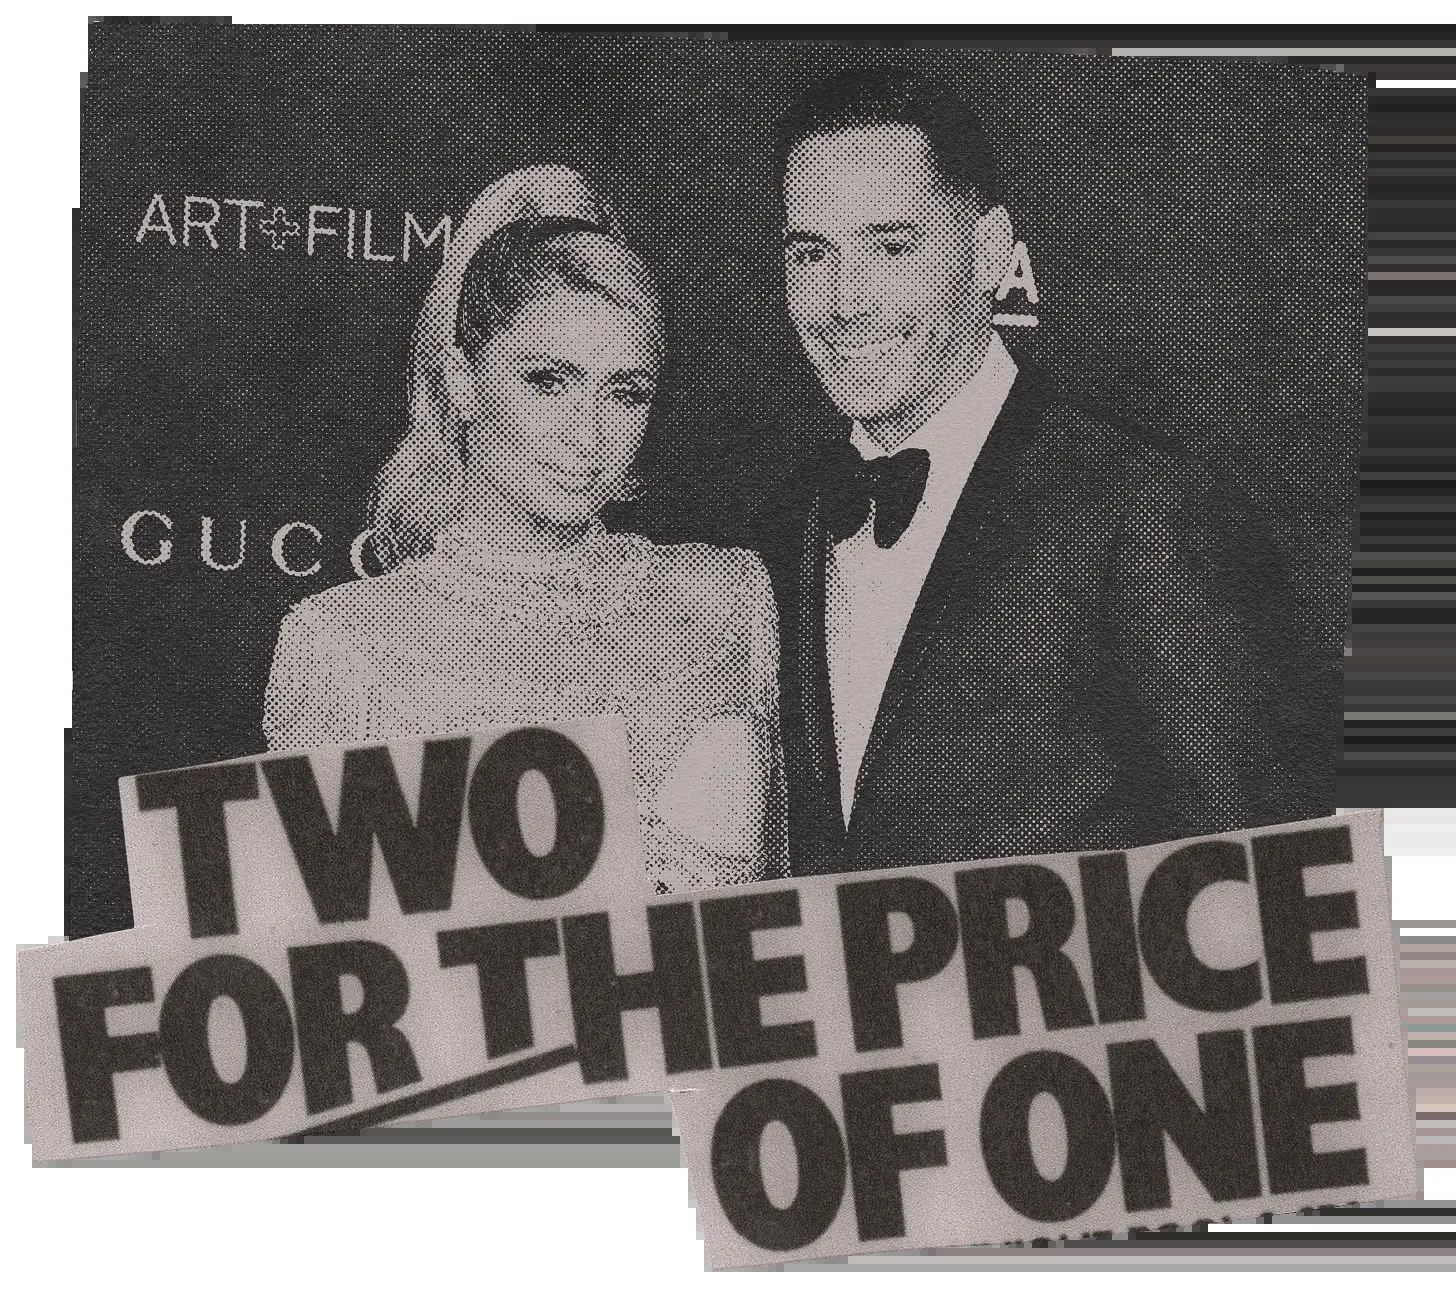 ART+FILM
A
GUCC
TWO
FOR THE PRICE
OF ONE